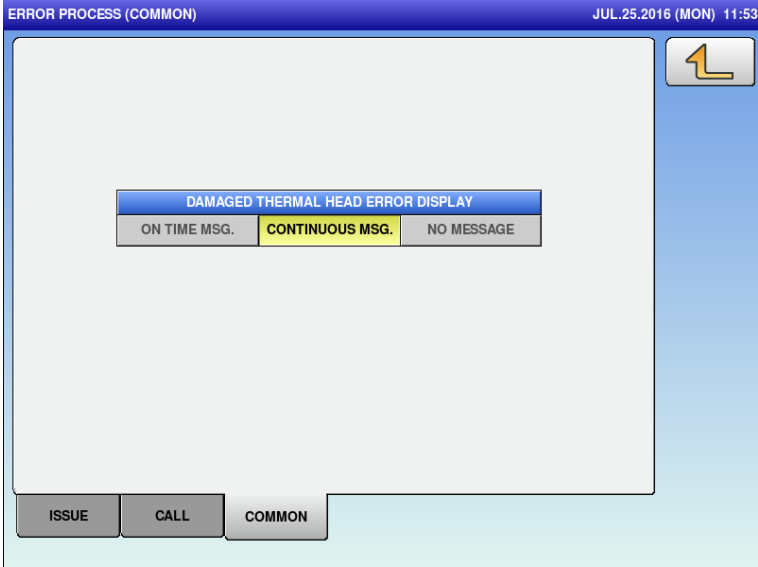 ERROR PROCESS (COMMON) JUL.25.2016 (MON) 11:53
DAMAGED THERMAL HEAD ERROR DISPLAY
ON TIME MSG. CONTINUOUS MSG. NO MESSAGE
ISSUE CALL COMMON